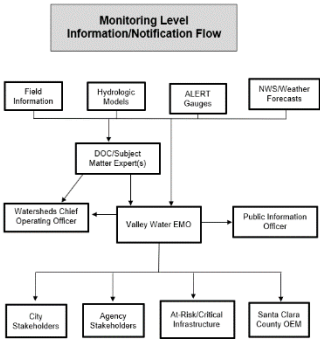 Monitoring Level
Information/Notification Flow
Field
Information
Hydrologic
Models
ALERT
Gauges
NWS/Weather
Forecasts
DOC/Subject
Matter Expert(s)
Watersheds Chief
Operating Officer
Valley Water EMO
Public Information
Officer
City
Stakeholders
Agency
Stakeholders
At-Risk/Critical
Infrastructure
Santa Clara
County OEM